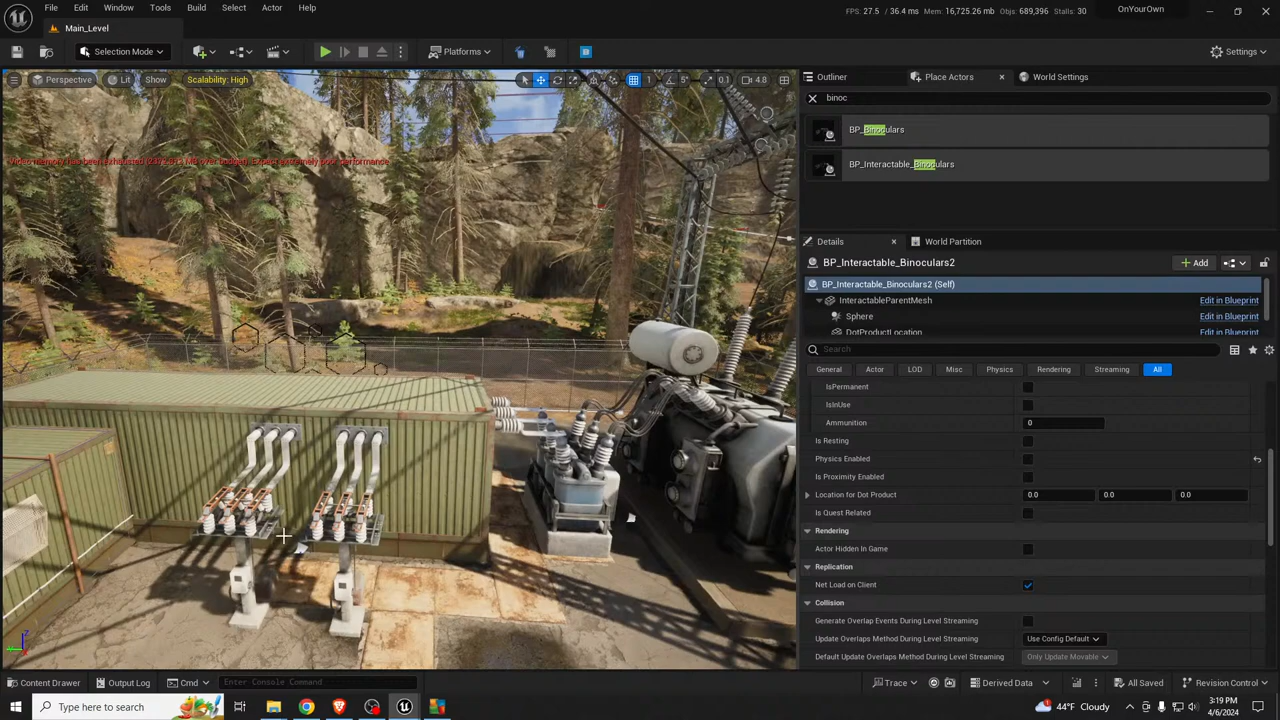 File Edit Window Tools Build Select Actor Help
FPS: 27.5 / 36.4 ms Mem: 16,725.26 mb Objs: 689,396 Stalls: 30
OnYourOwn
Main_Level
Selection Mode
Platforms
Settings
Perspective Lit Show Scalability: High
1 5° 0.1 4.8
Outliner Place Actors World Settings
binoc
BP_Binoculars
BP_Interactable_Binoculars
Details World Partition
BP_Interactable_Binoculars2
Add
BP_Interactable_Binoculars2 (Self)
InteractableParentMesh Edit in Blueprint
Sphere Edit in Blueprint
DotProductLocation Edit in Blueprint
Search
General Actor LOD Misc Physics Rendering Streaming All
IsPermanent
IsInUse
Ammunition 0
Is Resting
Physics Enabled
Is Proximity Enabled
Location for Dot Product 0.0 0.0 0.0
Is Quest Related
Rendering
Actor Hidden In Game
Replication
Net Load on Client
Collision
Generate Overlap Events During Level Streaming
Update Overlaps Method During Level Streaming Use Config Default
Default Update Overlaps Method During Level Streaming Only Update Movable
Content Drawer Output Log Cmd Enter Console Command
Trace Derived Data All Saved Revision Control
Type here to search
44°F Cloudy
3:19 PM
4/6/2024